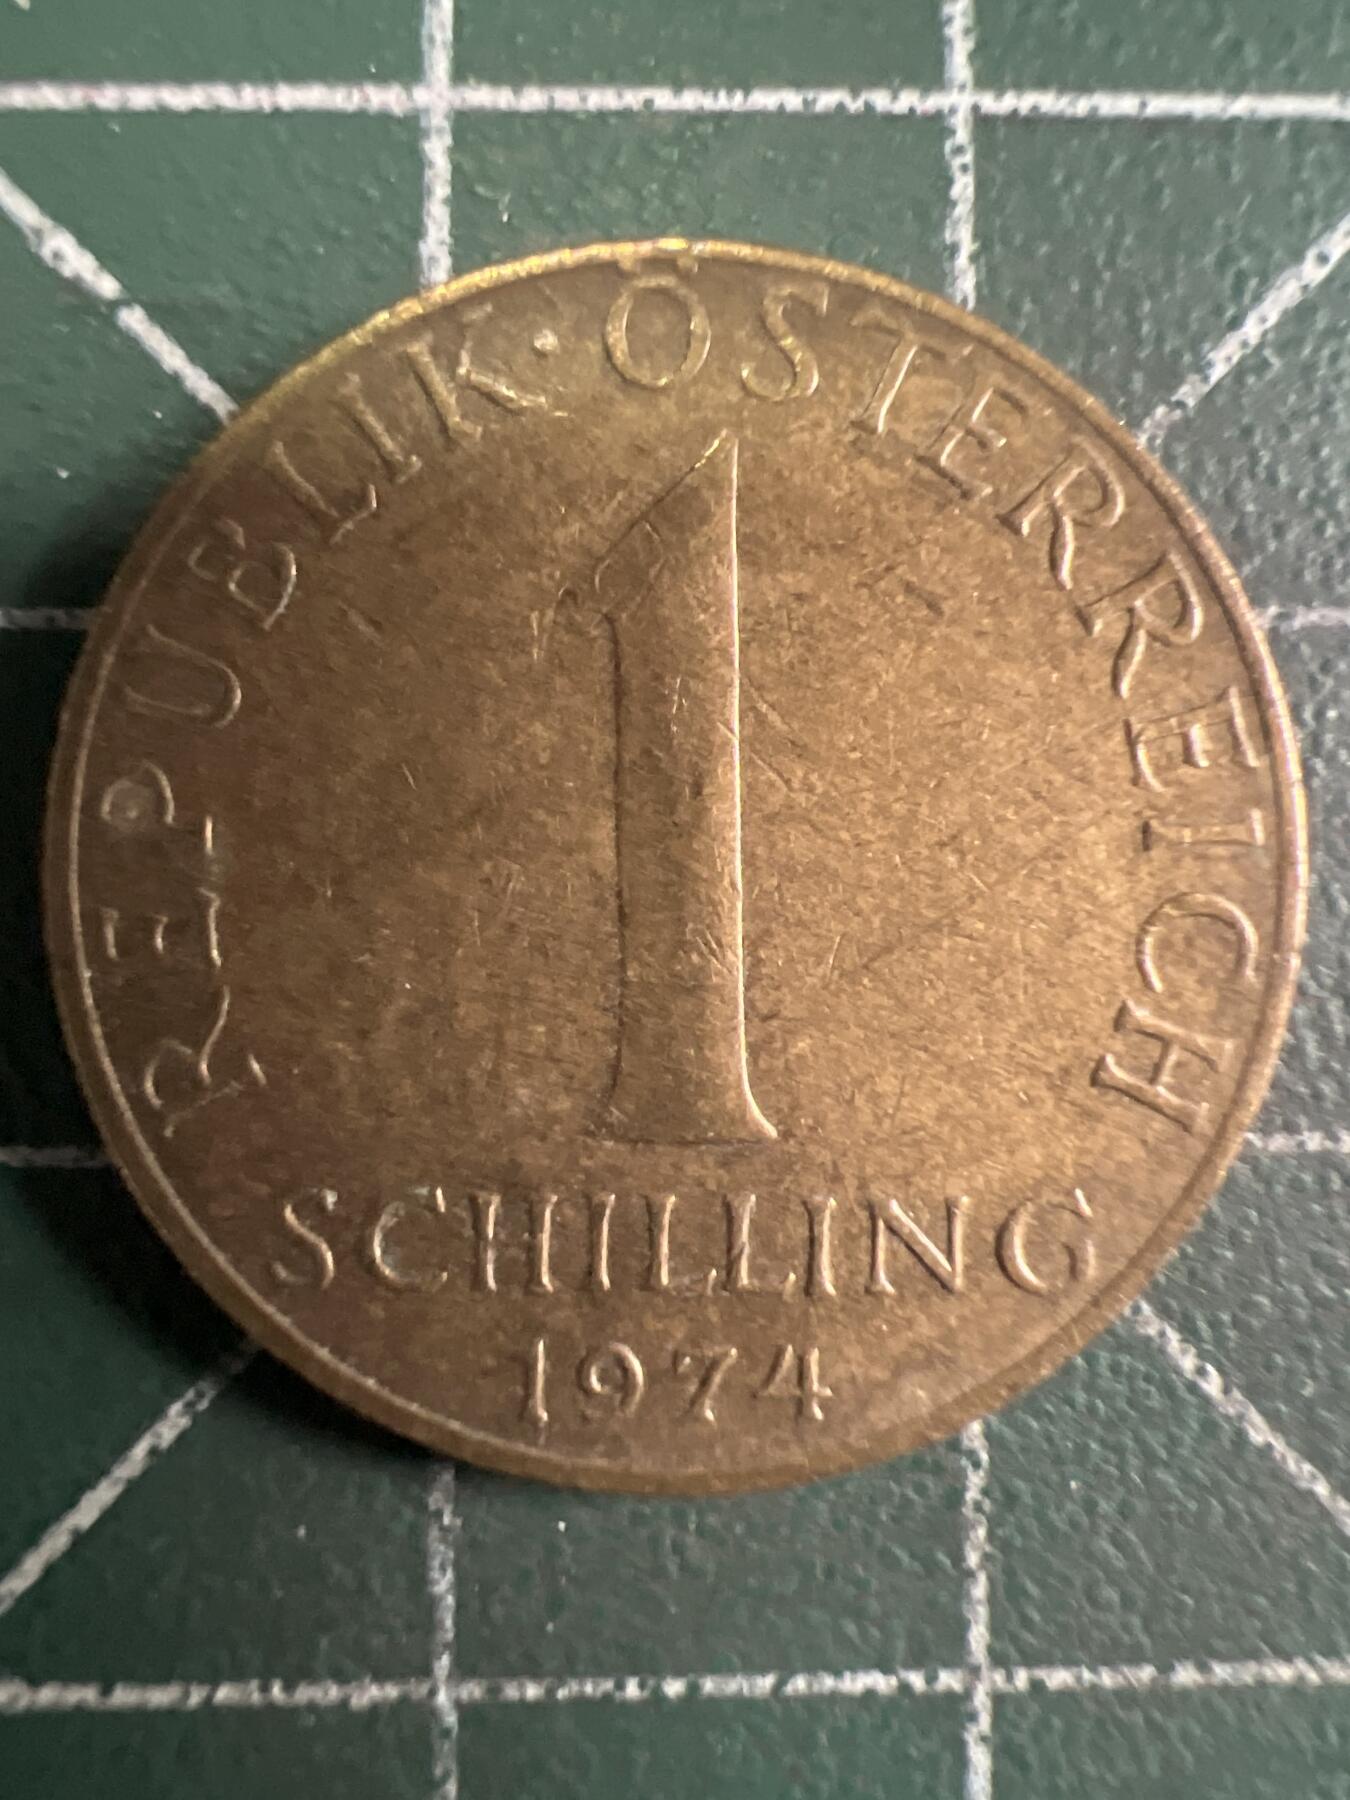 REPUBLIK · ÖSTERREICH
1
SCHILLING
1974